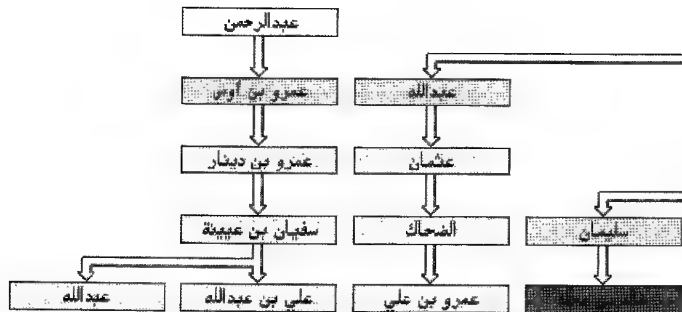 عبدالرحمن
عبدالله عمرو بن أوس
عثمان عمرو بن دينار
سليمان الضحاك سفيان بن عيينة
عمرو بن علي علي بن عبدالله عبدالله